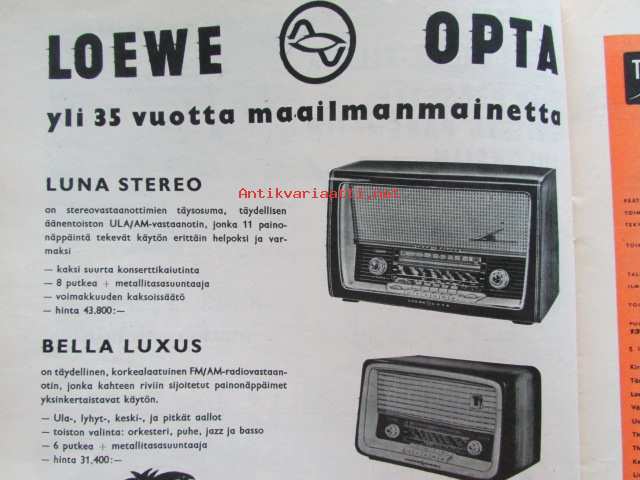 LOEWE OPTA
yli 35 vuotta maailmanmainetta
LUNA STEREO
on stereovastaanottimien täysosuma, täydellisen
äänentoiston ULA/AM-vastaanotin, jonka 11 paino-
näppäintä tekevät käytön erittäin helpoksi ja var-
maksi
— kaksi suurta konserttikaiutinta
— 8 putkea + metallitasasuuntaaja
— voimakkuuden kaksoissäätö
— hinta 43.800:—
Antikvariaatti.net
BELLA LUXUS
on täydellinen, korkealaatuinen FM/AM-radiovastaan-
otin, jonka kahteen riviin sijoitetut painonäppäimet
yksinkertaistavat käytön.
— Ula-, lyhyt-, keski-, ja pitkät aallot
— toiston valinta: orkesteri, puhe, jazz ja basso
— 6 putkea + metallitasasuuntaaja
— hinta 31.400:—